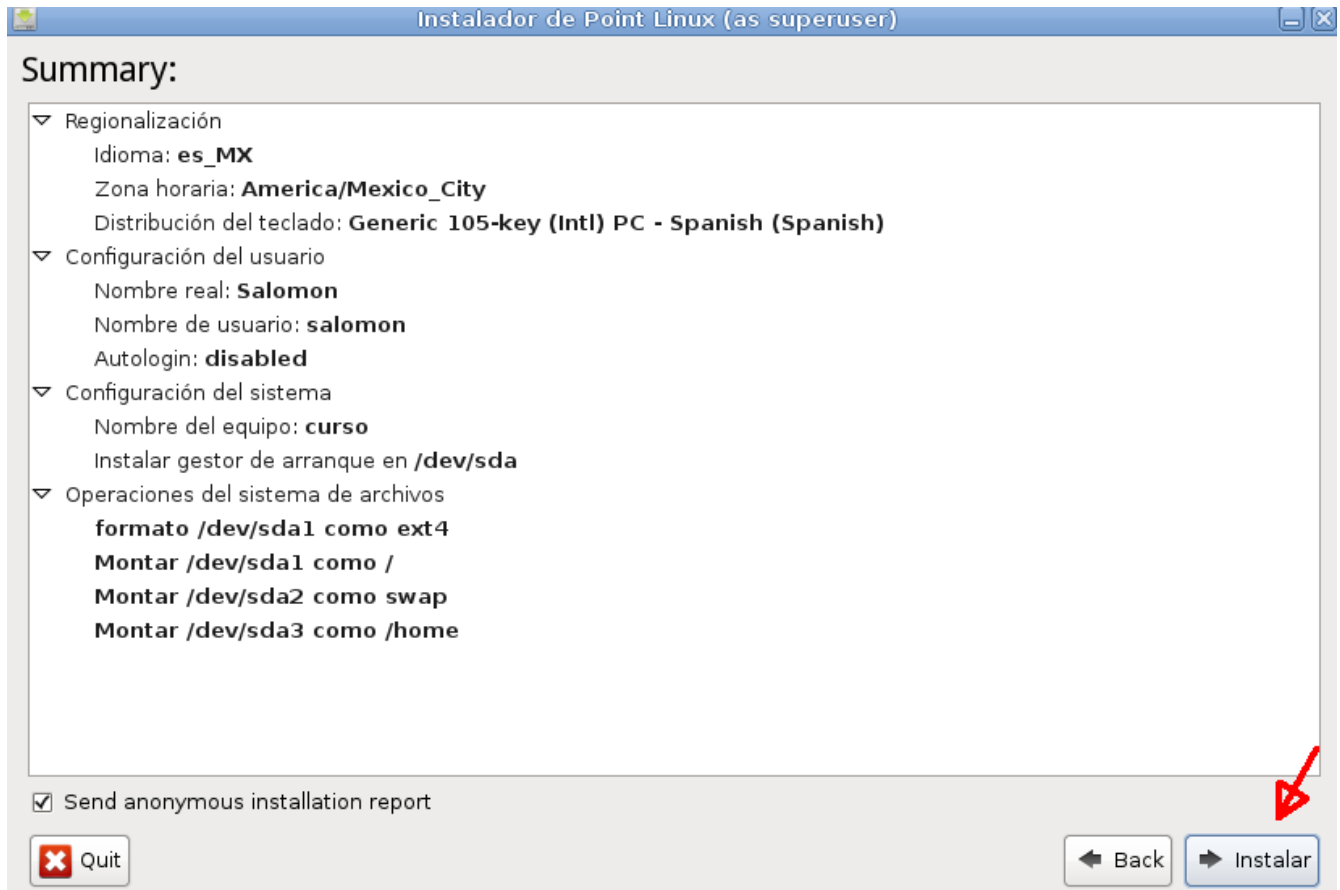 Instalador de Point Linux (as superuser)
Summary:
Regionalización
Idioma: es_MX
Zona horaria: America/Mexico_City
Distribución del teclado: Generic 105-key (Intl) PC - Spanish (Spanish)
Configuración del usuario
Nombre real: Salomon
Nombre de usuario: salomon
Autologin: disabled
Configuración del sistema
Nombre del equipo: curso
Instalar gestor de arranque en /dev/sda
Operaciones del sistema de archivos
formato /dev/sda1 como ext4
Montar /dev/sda1 como /
Montar /dev/sda2 como swap
Montar /dev/sda3 como /home
Send anonymous installation report
Quit
Back
Instalar